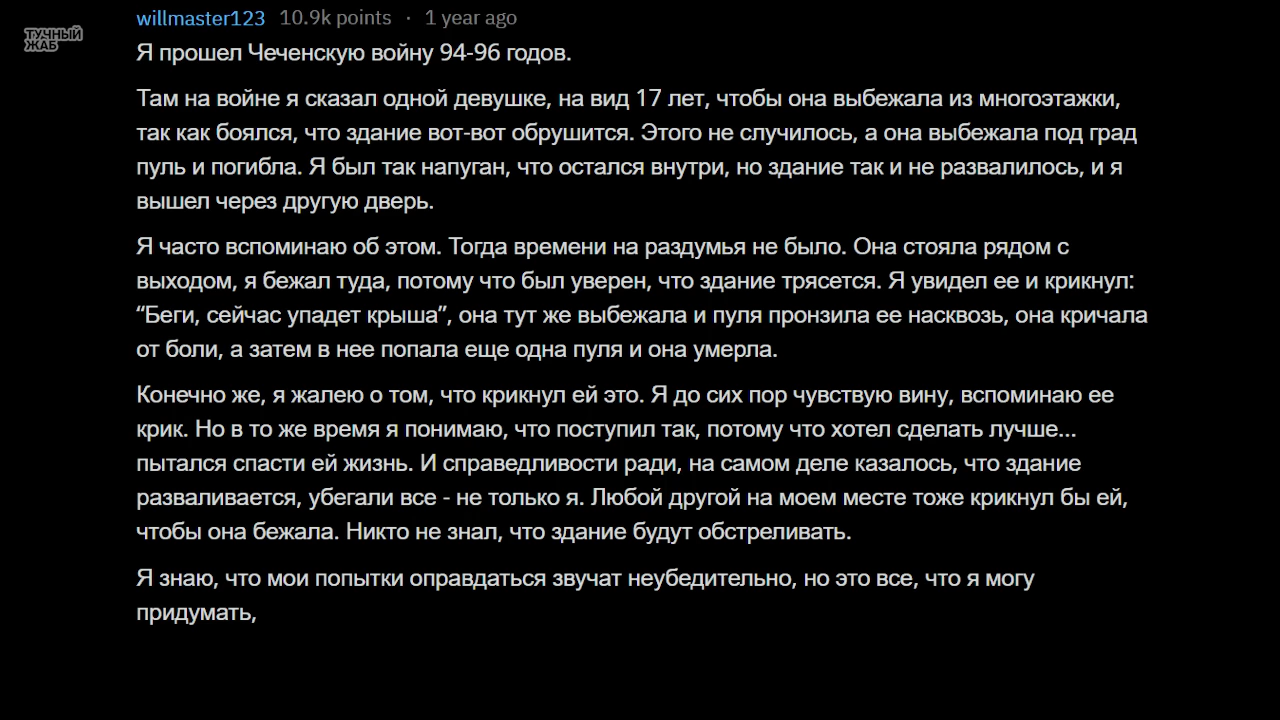 ТУЧНЫЙ
ЖАБ
willmaster123 10.9k points · 1 year ago
Я прошел Чеченскую войну 94-96 годов.
Там на войне я сказал одной девушке, на вид 17 лет, чтобы она выбежала из многоэтажки,
так как боялся, что здание вот-вот обрушится. Этого не случилось, а она выбежала под град
пуль и погибла. Я был так напуган, что остался внутри, но здание так и не развалилось, и я
вышел через другую дверь.
Я часто вспоминаю об этом. Тогда времени на раздумья не было. Она стояла рядом с
выходом, я бежал туда, потому что был уверен, что здание трясется. Я увидел ее и крикнул:
“Беги, сейчас упадет крыша”, она тут же выбежала и пуля пронзила ее насквозь, она кричала
от боли, а затем в нее попала еще одна пуля и она умерла.
Конечно же, я жалею о том, что крикнул ей это. Я до сих пор чувствую вину, вспоминаю ее
крик. Но в то же время я понимаю, что поступил так, потому что хотел сделать лучше...
пытался спасти ей жизнь. И справедливости ради, на самом деле казалось, что здание
разваливается, убегали все - не только я. Любой другой на моем месте тоже крикнул бы ей,
чтобы она бежала. Никто не знал, что здание будут обстреливать.
Я знаю, что мои попытки оправдаться звучат неубедительно, но это все, что я могу
придумать,